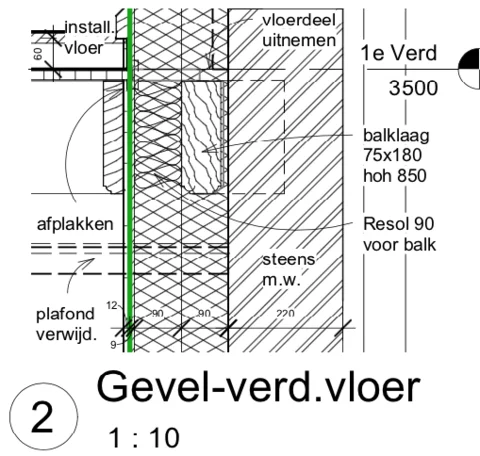 install.
vloer
60
vloerdeel
uitnemen
1e Verd
3500
balklaag
75x180
hoh 850
afplakken
Resol 90
voor balk
steens
m.w.
plafond
verwijd.
12
90
90
220
9
2
Gevel-verd.vloer
1 : 10